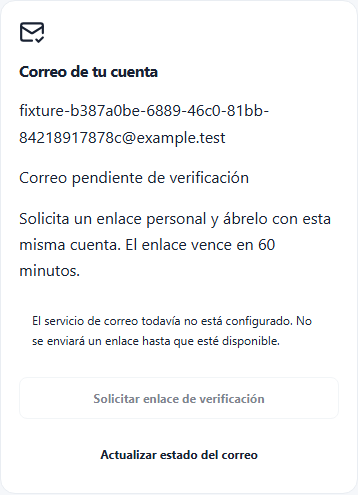 Correo de tu cuenta
fixture-b387a0be-6889-46c0-81bb-
84218917878c@example.test
Correo pendiente de verificación
Solicita un enlace personal y ábrelo con esta
misma cuenta. El enlace vence en 60
minutos.
El servicio de correo todavía no está configurado. No
se enviará un enlace hasta que esté disponible.
Solicitar enlace de verificación
Actualizar estado del correo